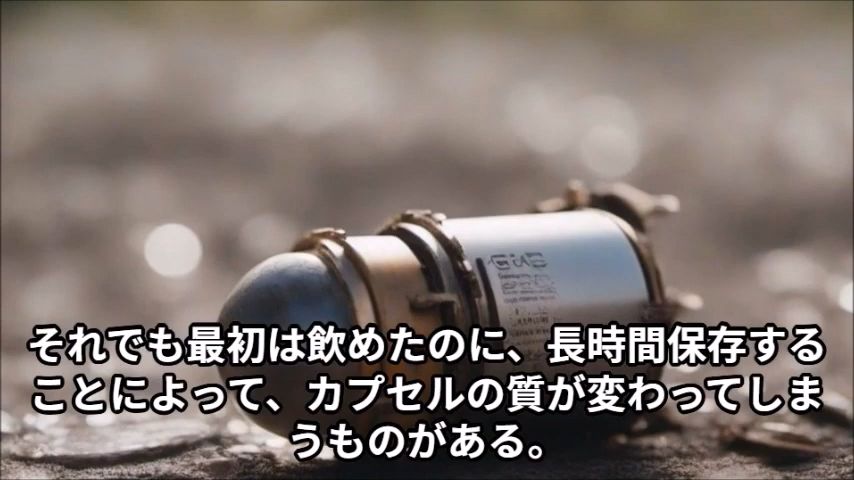 それでも最初は飲めたのに、長時間保存する
ことによって、カプセルの質が変わってしま
うものがある。